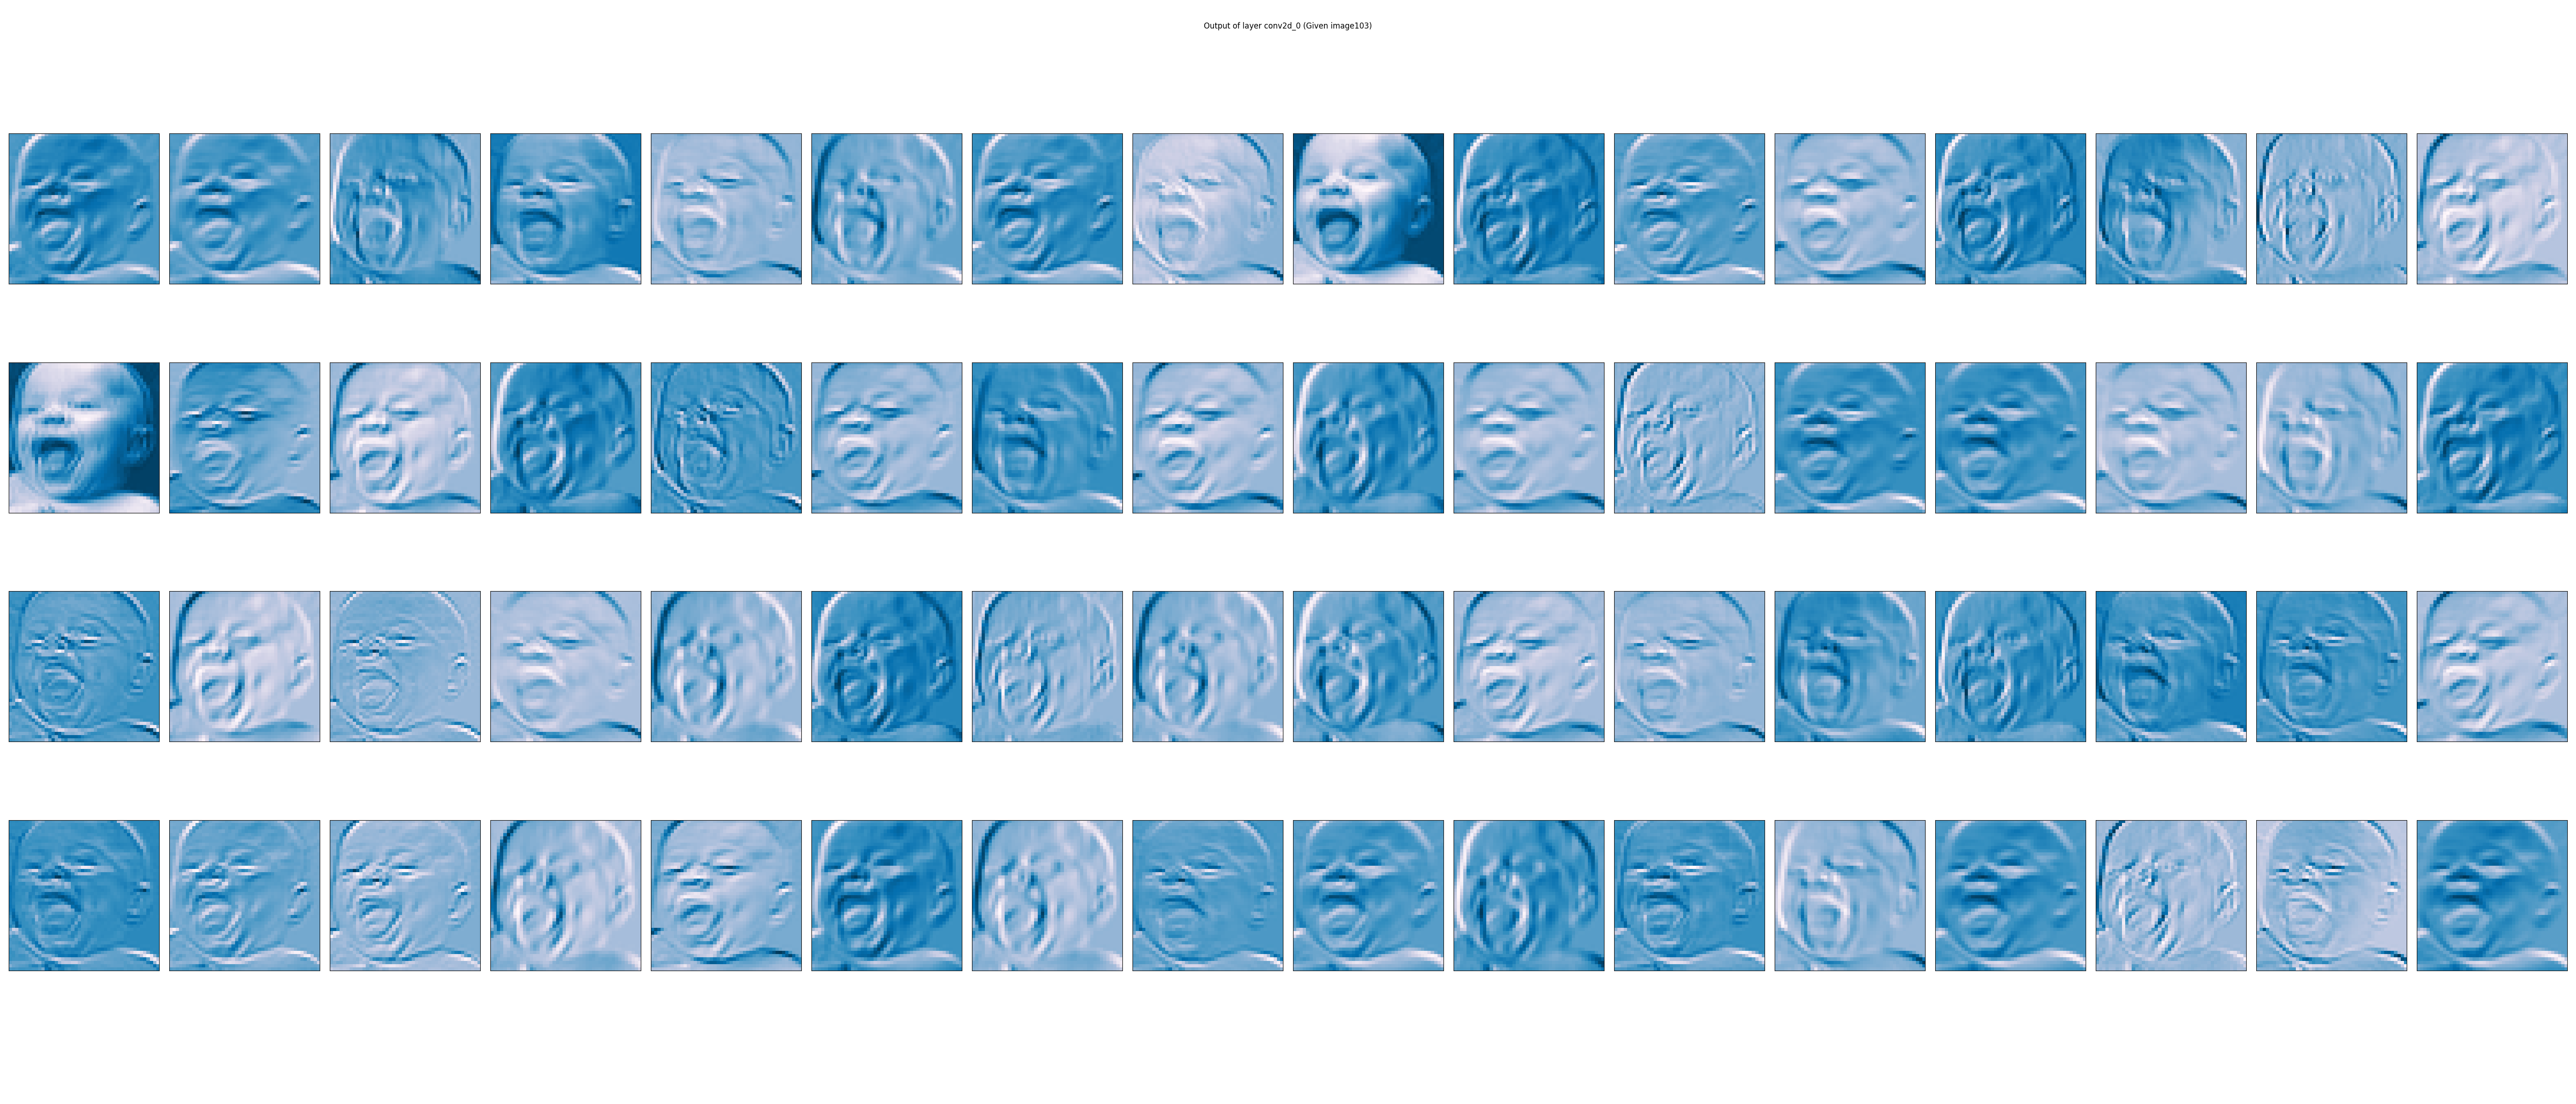 Output of layer conv2d_0 (Given image103)